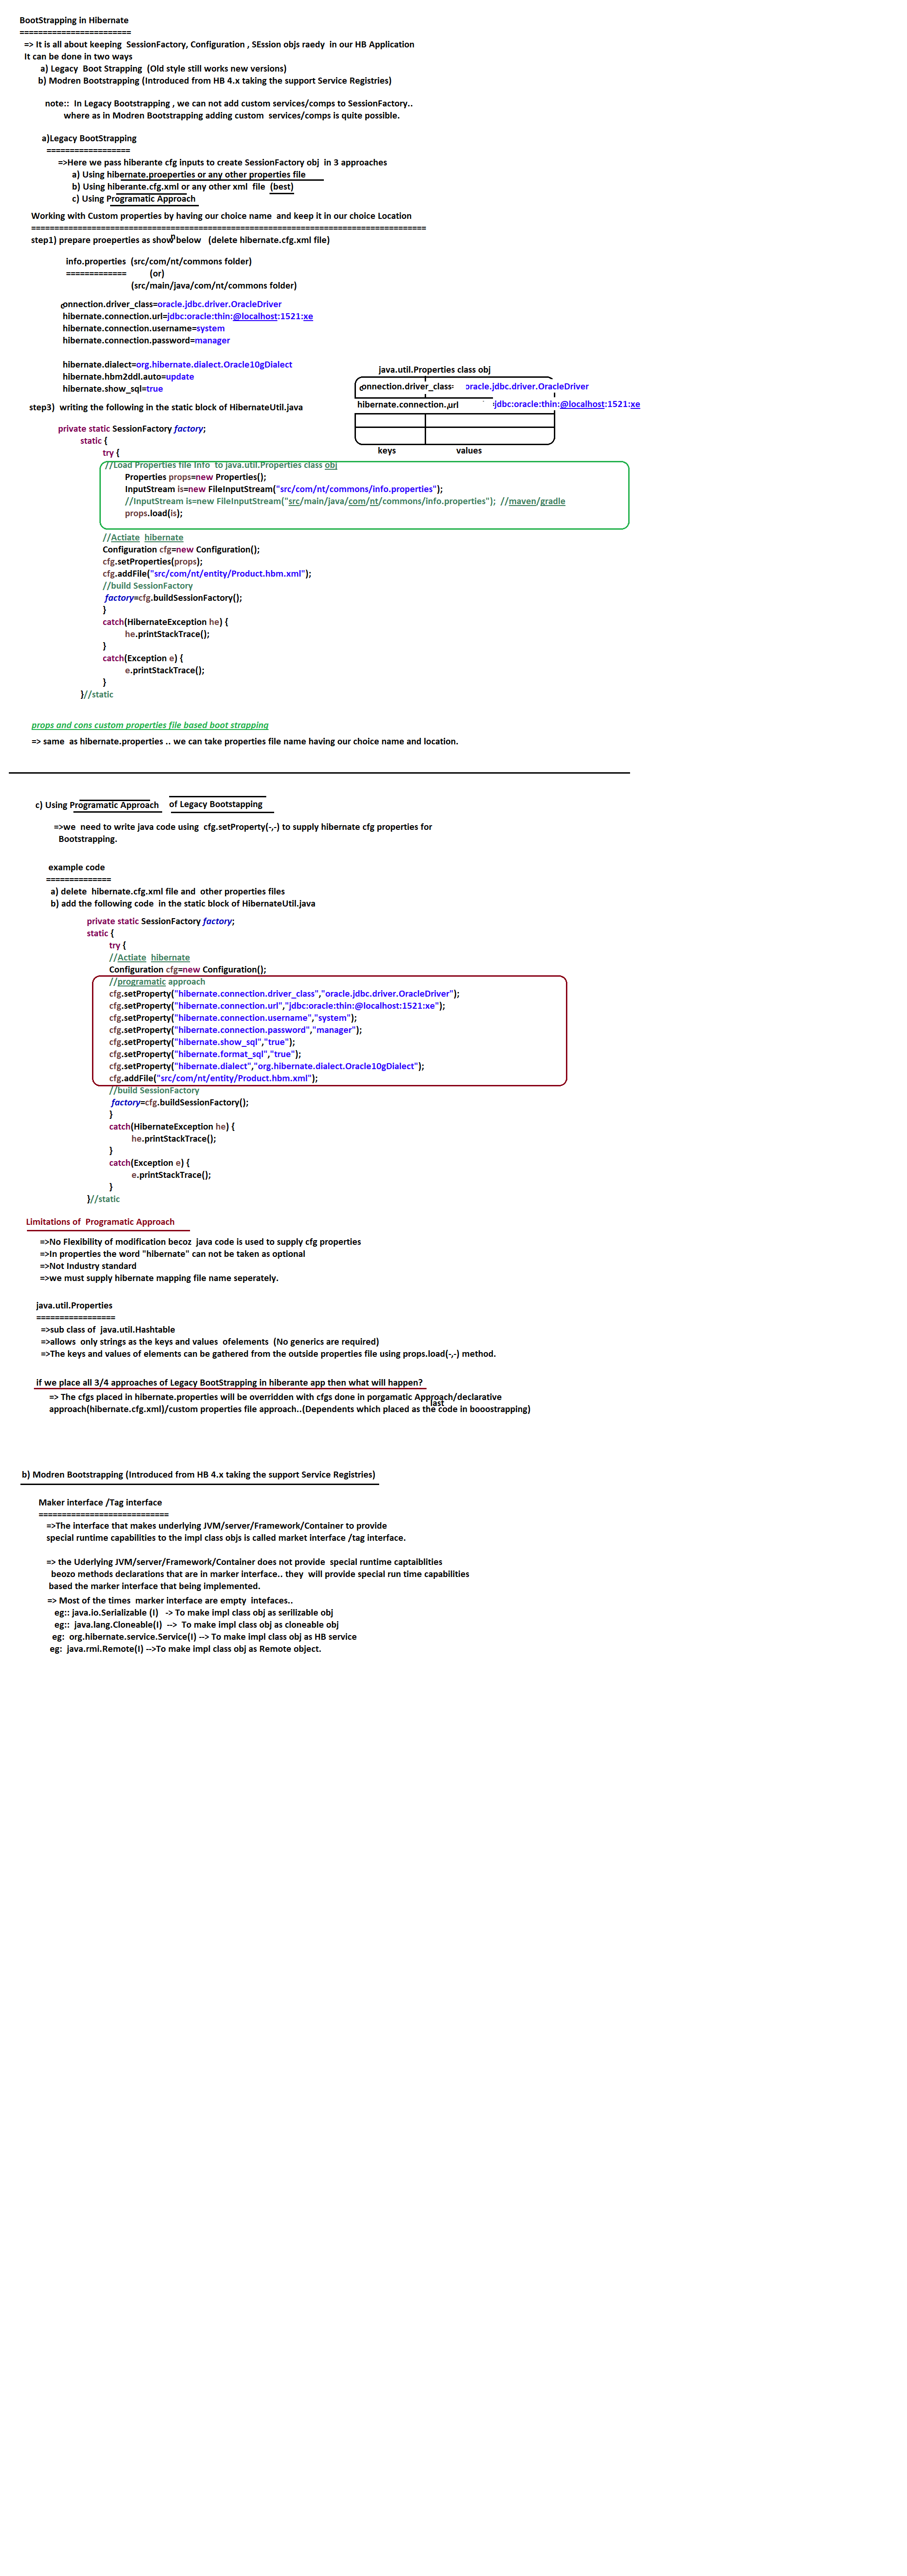 BootStrapping in Hibernate
========================
=> It is all about keeping  SessionFactory, Configuration , SEssion objs raedy  in our HB Application
It can be done in two ways
a) Legacy  Boot Strapping  (Old style still works new versions)
b) Modren Bootstrapping (Introduced from HB 4.x taking the support Service Registries)
note::  In Legacy Bootstrapping , we can not add custom services/comps to SessionFactory..
where as in Modren Bootstrapping adding custom  services/comps is quite possible.
a)Legacy BootStrapping
==================
=>Here we pass hiberante cfg inputs to create SessionFactory obj  in 3 approaches
a) Using hibernate.proeperties or any other properties file
b) Using hiberante.cfg.xml or any other xml  file  (best)
c) Using Programatic Approach
Working with Custom properties by having our choice name  and keep it in our choice Location
=====================================================================================
step1) prepare proeperties as shown below   (delete hibernate.cfg.xml file)
info.properties  (src/com/nt/commons folder)
=============          (or)
(src/main/java/com/nt/commons folder)
connection.driver_class=oracle.jdbc.driver.OracleDriver
hibernate.connection.url=jdbc:oracle:thin:@localhost:1521:xe
hibernate.connection.username=system
hibernate.connection.password=manager
hibernate.dialect=org.hibernate.dialect.Oracle10gDialect
hibernate.hbm2ddl.auto=update
hibernate.show_sql=true
java.util.Properties class obj
connection.driver_class=  oracle.jdbc.driver.OracleDriver
hibernate.connection.url  =jdbc:oracle:thin:@localhost:1521:xe
keys  values
step3)  writing the following in the static block of HibernateUtil.java
private static SessionFactory factory;
static {
try {
//Load Properties file Info  to java.util.Properties class obj
Properties props=new Properties();
InputStream is=new FileInputStream("src/com/nt/commons/info.properties");
//InputStream is=new FileInputStream("src/main/java/com/nt/commons/info.properties");  //maven/gradle
props.load(is);
//Actiate  hibernate
Configuration cfg=new Configuration();
cfg.setProperties(props);
cfg.addFile("src/com/nt/entity/Product.hbm.xml");
//build SessionFactory
factory=cfg.buildSessionFactory();
}
catch(HibernateException he) {
he.printStackTrace();
}
catch(Exception e) {
e.printStackTrace();
}
}//static
props and cons custom properties file based boot strapping
=> same  as hibernate.properties .. we can take properties file name having our choice name and location.
c) Using Programatic Approach   of Legacy Bootstapping
=>we  need to write java code using  cfg.setProperty(-,-) to supply hibernate cfg properties for
Bootstrapping.
example code
==============
a) delete  hibernate.cfg.xml file and  other properties files
b) add the following code  in the static block of HibernateUtil.java
private static SessionFactory factory;
static {
try {
//Actiate  hibernate
Configuration cfg=new Configuration();
//programatic approach
cfg.setProperty("hibernate.connection.driver_class","oracle.jdbc.driver.OracleDriver");
cfg.setProperty("hibernate.connection.url","jdbc:oracle:thin:@localhost:1521:xe");
cfg.setProperty("hibernate.connection.username","system");
cfg.setProperty("hibernate.connection.password","manager");
cfg.setProperty("hibernate.show_sql","true");
cfg.setProperty("hibernate.format_sql","true");
cfg.setProperty("hibernate.dialect","org.hibernate.dialect.Oracle10gDialect");
cfg.addFile("src/com/nt/entity/Product.hbm.xml");
//build SessionFactory
factory=cfg.buildSessionFactory();
}
catch(HibernateException he) {
he.printStackTrace();
}
catch(Exception e) {
e.printStackTrace();
}
}//static
Limitations of  Programatic Approach
=>No Flexibility of modification becoz  java code is used to supply cfg properties
=>In properties the word "hibernate" can not be taken as optional
=>Not Industry standard
=>we must supply hibernate mapping file name seperately.
java.util.Properties
=================
=>sub class of  java.util.Hashtable
=>allows  only strings as the keys and values  ofelements  (No generics are required)
=>The keys and values of elements can be gathered from the outside properties file using props.load(-,-) method.
if we place all 3/4 approaches of Legacy BootStrapping in hiberante app then what will happen?
=> The cfgs placed in hibernate.properties will be overridden with cfgs done in porgamatic Approach/declarative
approach(hibernate.cfg.xml)/custom properties file approach..(Dependents which placed as the last code in booostrapping)
b) Modren Bootstrapping (Introduced from HB 4.x taking the support Service Registries)
Maker interface /Tag interface
============================
=>The interface that makes underlying JVM/server/Framework/Container to provide
special runtime capabilities to the impl class objs is called market interface /tag interface.
=> the Uderlying JVM/server/Framework/Container does not provide  special runtime captaiblities
beozo methods declarations that are in marker interface.. they  will provide special run time capabilities
based the marker interface that being implemented.
=> Most of the times  marker interface are empty  intefaces..
eg:: java.io.Serializable (I)   -> To make impl class obj as serilizable obj
eg::  java.lang.Cloneable(I)  -->  To make impl class obj as cloneable obj
eg:  org.hibernate.service.Service(I) --> To make impl class obj as HB service
eg:  java.rmi.Remote(I) -->To make impl class obj as Remote object.